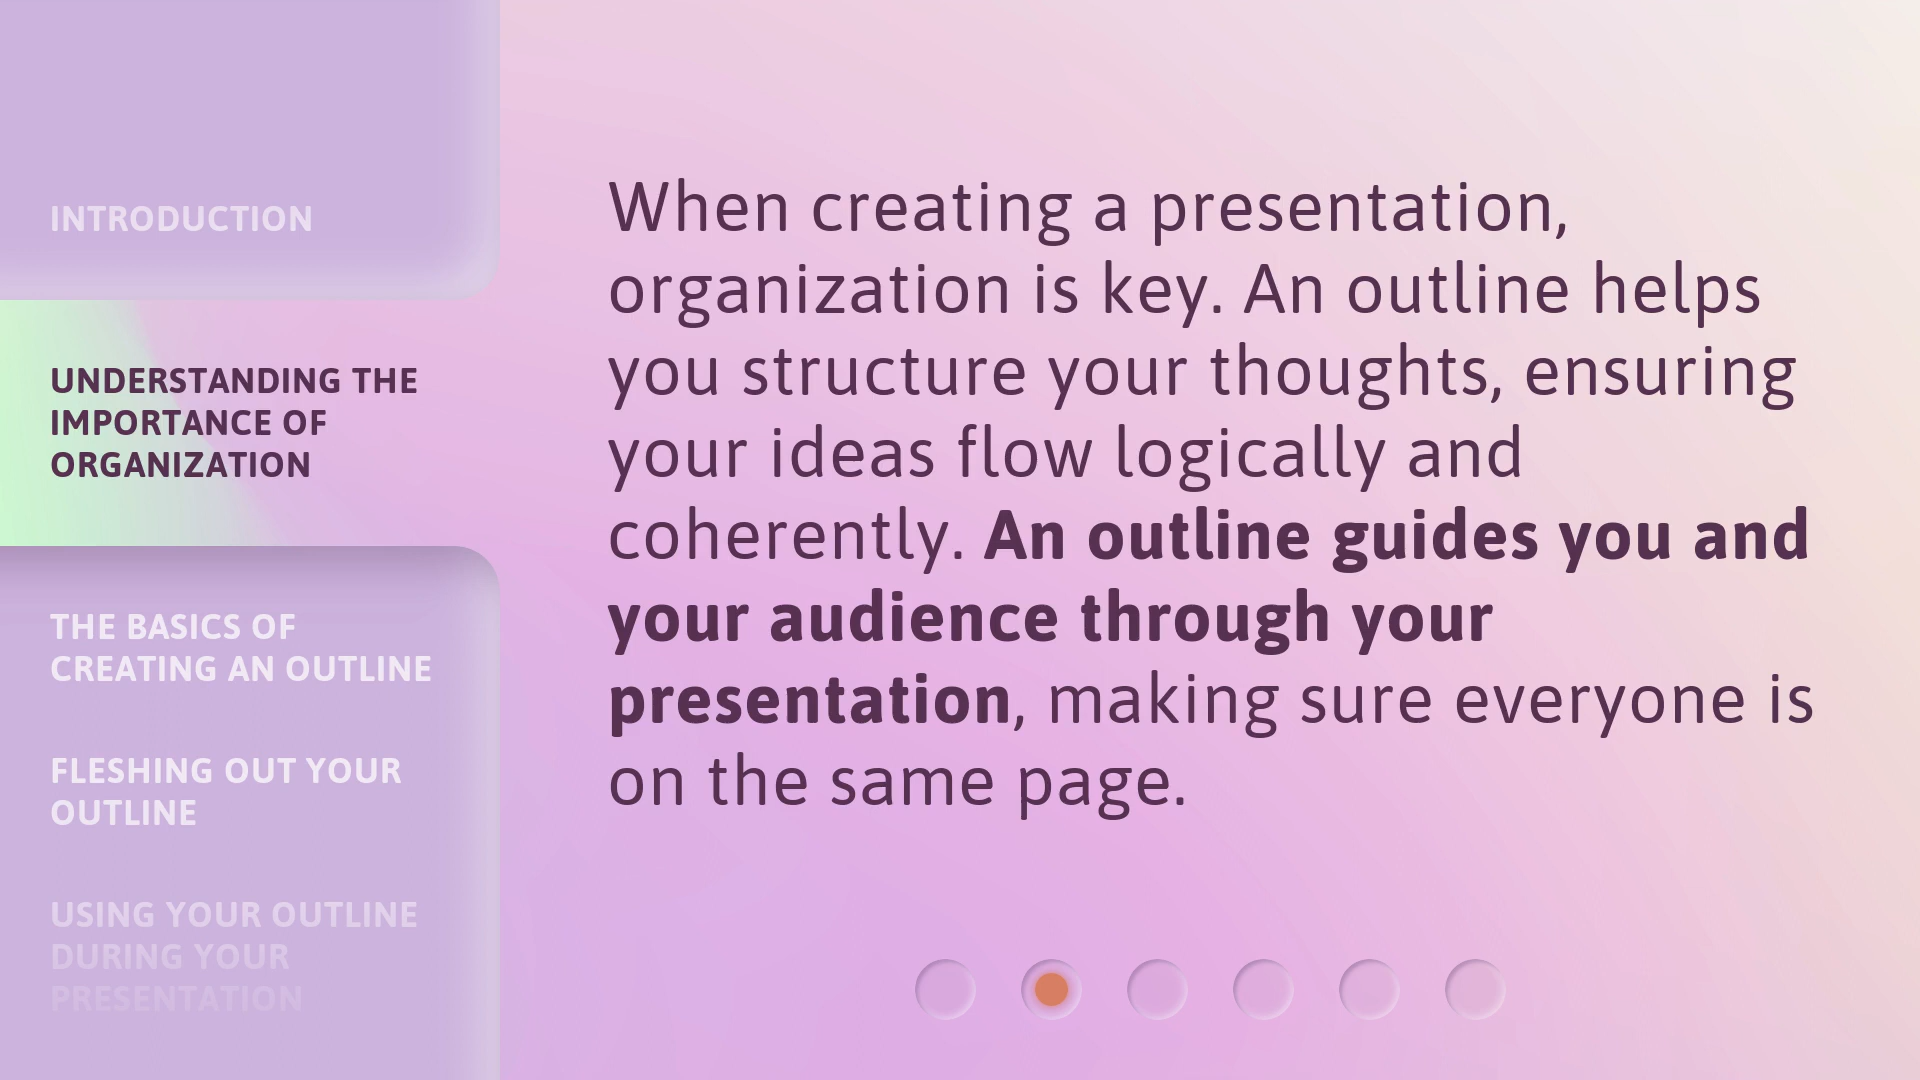 INTRODUCTION
UNDERSTANDING THE
IMPORTANCE OF
ORGANIZATION
THE BASICS OF
CREATING AN OUTLINE
FLESHING OUT YOUR
OUTLINE
USING YOUR OUTLINE
DURING YOUR
PRESENTATION
When creating a presentation,
organization is key. An outline helps
you structure your thoughts, ensuring
your ideas flow logically and
coherently. An outline guides you and
your audience through your
presentation, making sure everyone is
on the same page.